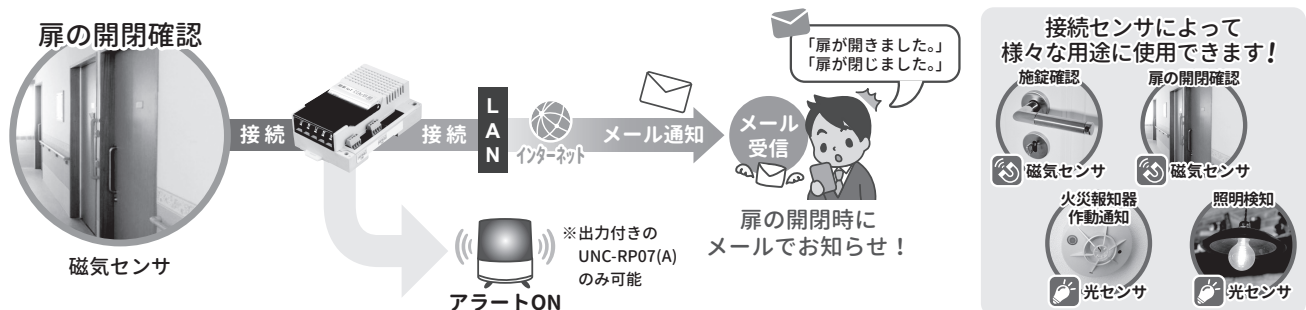 扉の開閉確認
磁気センサ
接続
接続
LAN
インターネット
メール通知
メール
受信
「扉が開きました。」
「扉が閉じました。」
扉の開閉時に
メールでお知らせ！
アラートON
※出力付きの
UNC-RP07(A)
のみ可能
接続センサによって
様々な用途に使用できます！
施錠確認
磁気センサ
扉の開閉確認
磁気センサ
火災報知器
作動通知
光センサ
照明検知
光センサ